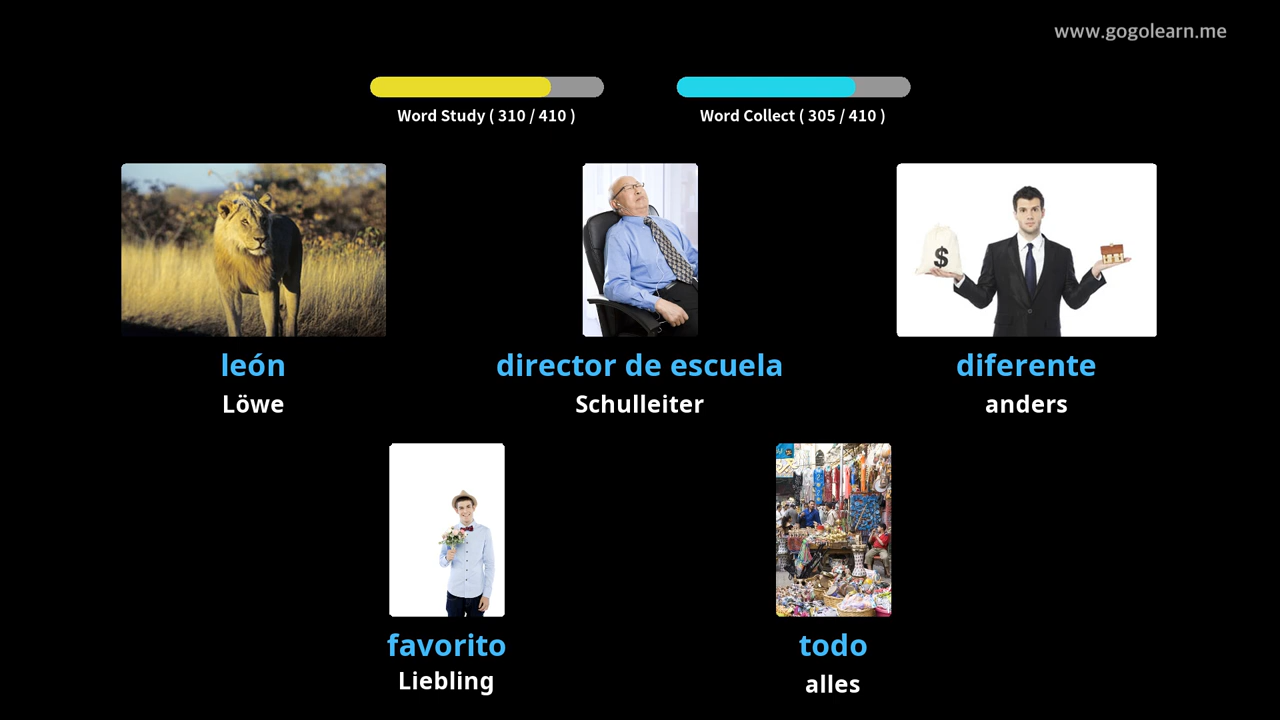 www.gogolearn.me
Word Study ( 310 / 410 )
Word Collect ( 305 / 410 )
$
león
Löwe
director de escuela
Schulleiter
diferente
anders
favorito
Liebling
todo
alles